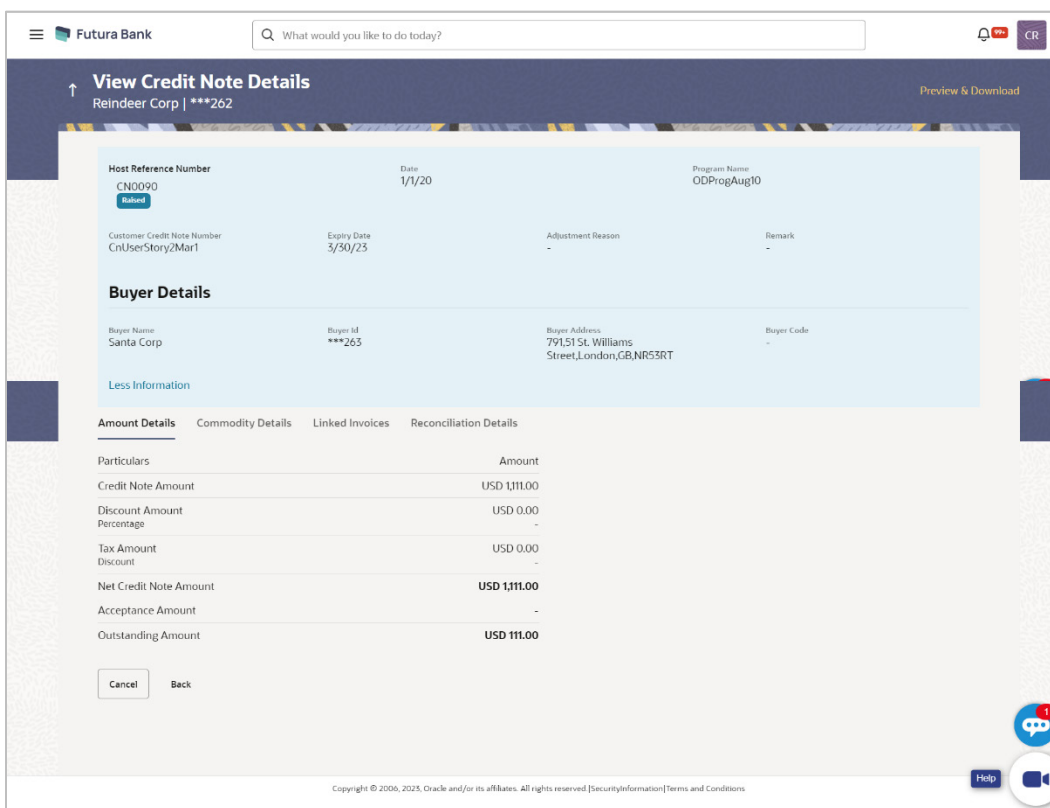 Futura Bank
What would you like to do today?
99+
CR
View Credit Note Details
Reindeer Corp | ***262
Preview & Download
Host Reference Number
Date
Program Name
CN0090
1/1/20
ODProgAug10
Raised
Customer Credit Note Number
Expiry Date
Adjustment Reason
Remark
CnUserStory2Mar1
3/30/23
-
-
Buyer Details
Buyer Name
Buyer Id
Buyer Address
Buyer Code
Santa Corp
***263
791,51 St. Williams
Street,London,GB,NR53RT
-
Less Information
Amount Details
Commodity Details
Linked Invoices
Reconciliation Details
Particulars
Amount
Credit Note Amount
USD 1,111.00
Discount Amount
USD 0.00
Percentage
-
Tax Amount
USD 0.00
Discount
-
Net Credit Note Amount
USD 1,111.00
Acceptance Amount
-
Outstanding Amount
USD 111.00
Cancel
Back
1
Help
Copyright © 2006, 2023, Oracle and/or its affiliates. All rights reserved.|SecurityInformation|Terms and Conditions